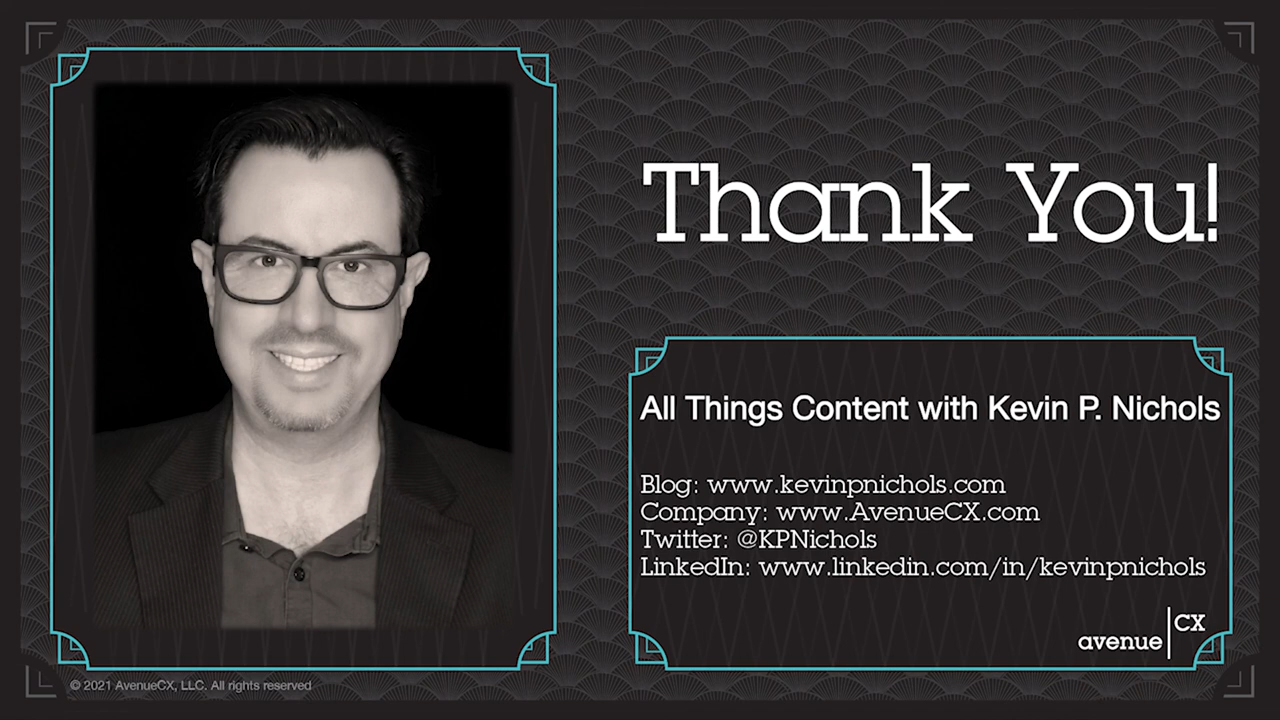 Thank You!
All Things Content with Kevin P. Nichols
Blog: www.kevinpnichols.com
Company: www.AvenueCX.com
Twitter: @KPNichols
LinkedIn: www.linkedin.com/in/kevinpnichols
avenue CX
© 2021 AvenueCX, LLC. All rights reserved